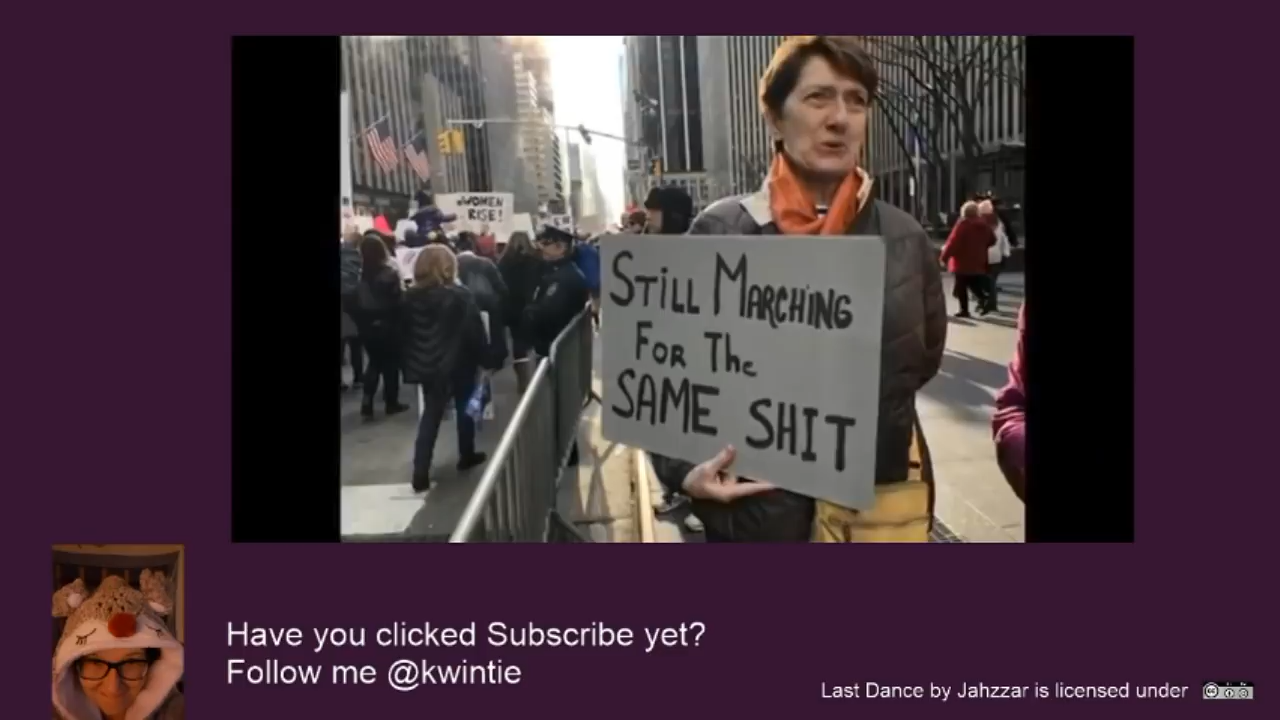 WOMEN
RISE!
STILL MARCHING
FOR The
SAME SHIT
Have you clicked Subscribe yet?
Follow me @kwintie
Last Dance by Jahzzar is licensed under